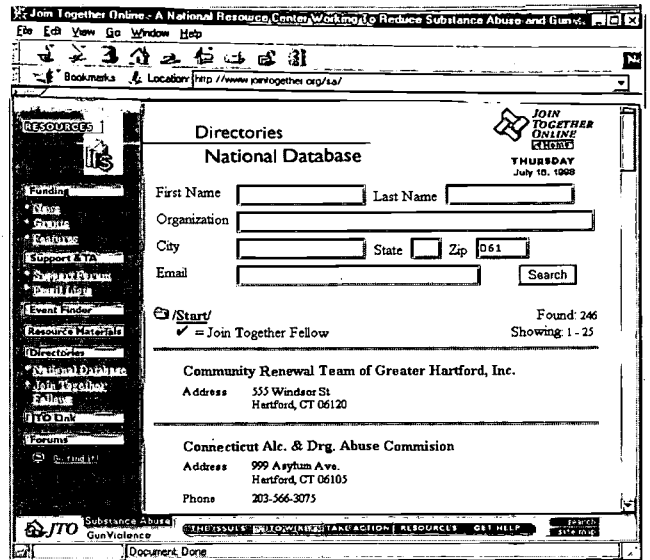 Join Together Online - A National Resource Center Working To Reduce Substance Abuse and Gun
File Edit View Go Window Help
Bookmarks Location: http://www.jointogether.org/sa/
RESOURCES
Directories
National Database
JOIN
TOGETHER
ONLINE
Home
THURSDAY
July 16, 1998
Funding
News
Grants
Features
Support & TA
Event Finder
Resource Materials
Directories
National Database
Join Together
Fellows
JTO Link
Forums
First Name Last Name
Organization
City State Zip 061
Email Search
/Start/ Found: 246
✔ = Join Together Fellow Showing: 1 - 25
Community Renewal Team of Greater Hartford, Inc.
Address 555 Windsor St
Hartford, CT 06120
Connecticut Alc. & Drg. Abuse Commision
Address 999 Asylum Ave.
Hartford, CT 06105
Phone 203-566-3075
JTO Substance Abuse
Gun Violence
THE ISSUES TAKE ACTION RESOURCES GET HELP
search
site map
Document: Done